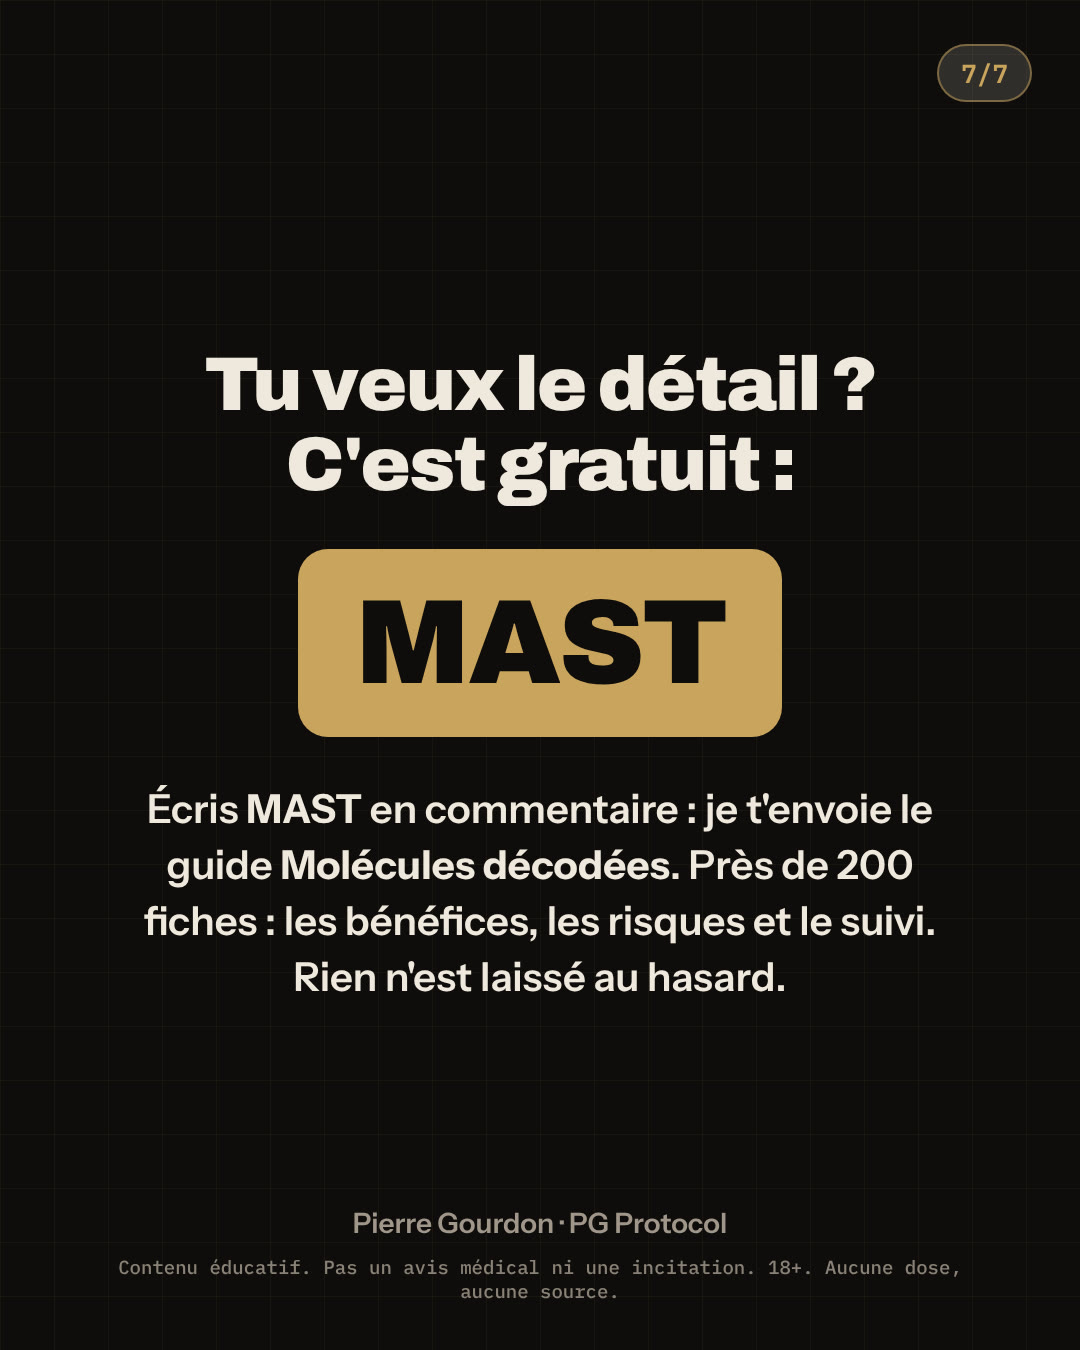 7/7
Tu veux le détail ?
C'est gratuit :
MAST
Écris MAST en commentaire : je t'envoie le
guide Molécules décodées. Près de 200
fiches : les bénéfices, les risques et le suivi.
Rien n'est laissé au hasard.
Pierre Gourdon · PG Protocol
Contenu éducatif. Pas un avis médical ni une incitation. 18+. Aucune dose,
aucune source.